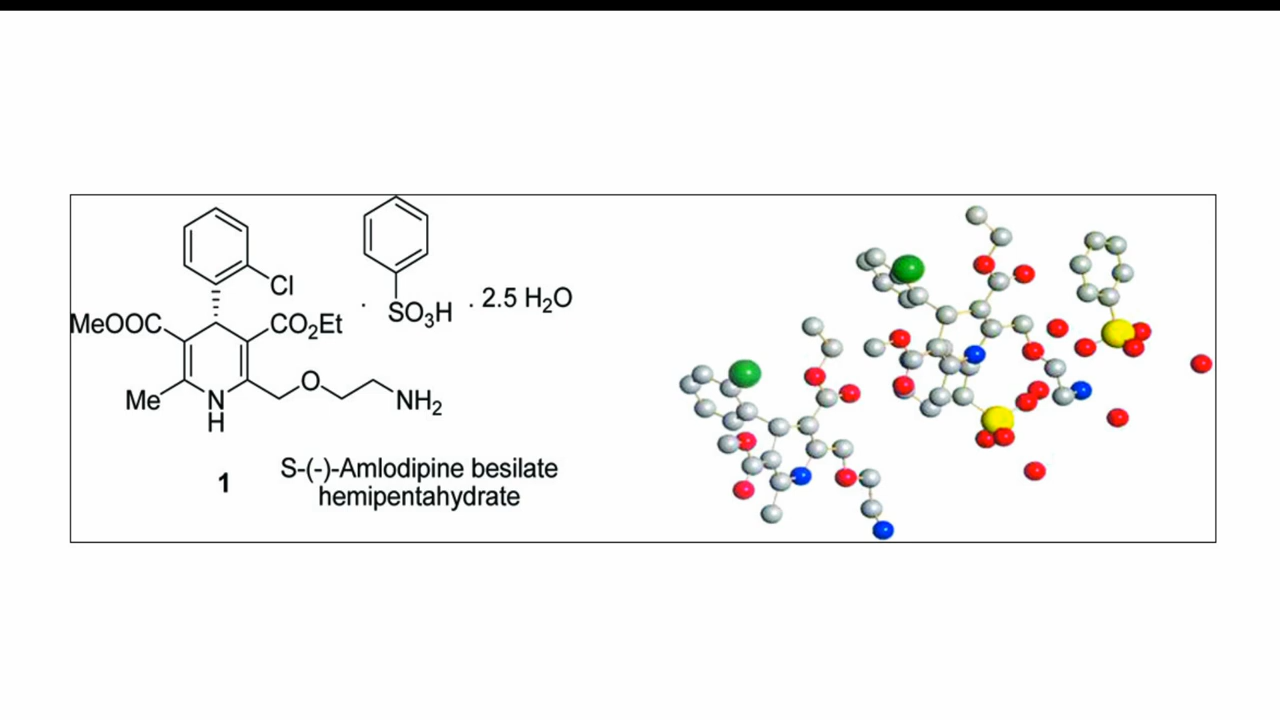 Cl
SO₃H
. 2.5 H₂O
MeOOC
CO₂Et
O
Me
N
H
NH₂
1
S-(-)-Amlodipine besilate
hemipentahydrate